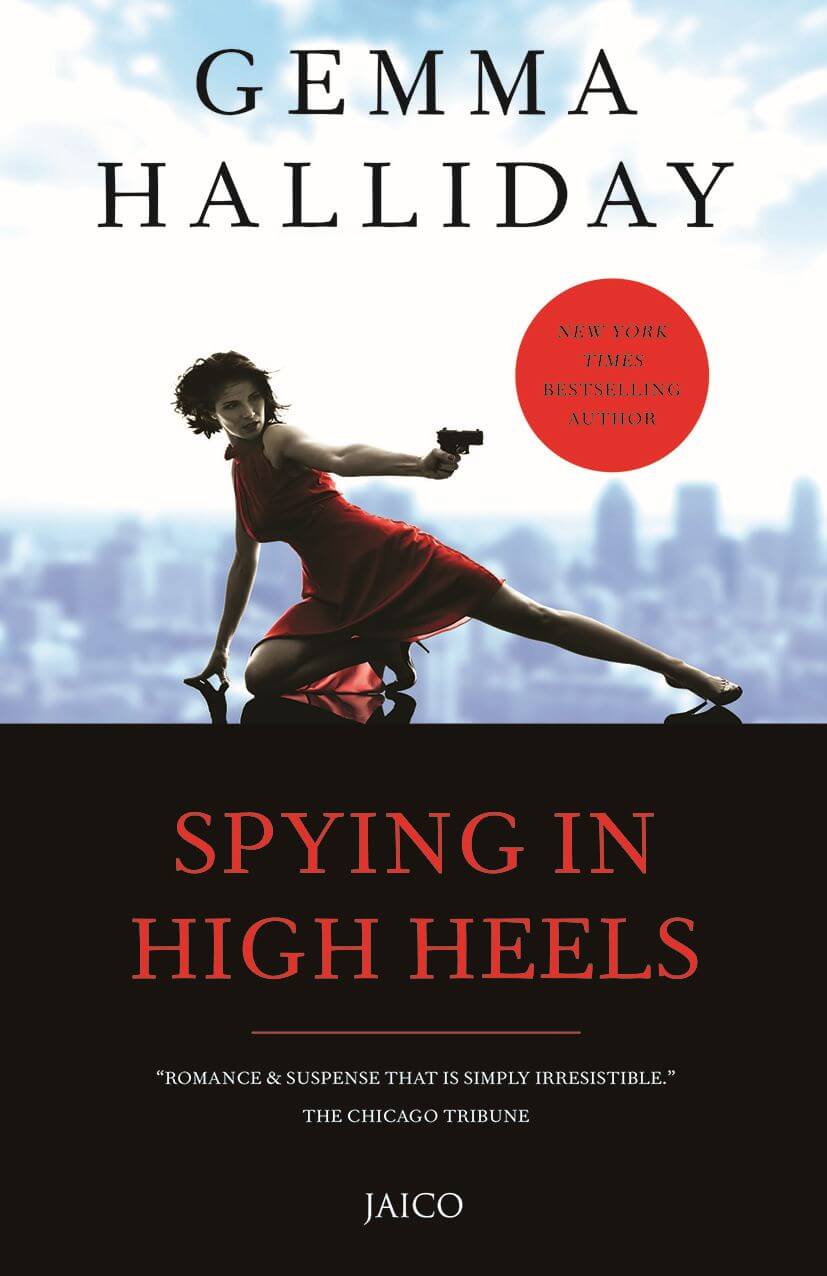 GEMMA
HALLIDAY
NEW YORK
TIMES
BESTSELLING
AUTHOR
SPYING IN
HIGH HEELS
“ROMANCE & SUSPENSE THAT IS SIMPLY IRRESISTIBLE.”
THE CHICAGO TRIBUNE
JAICO